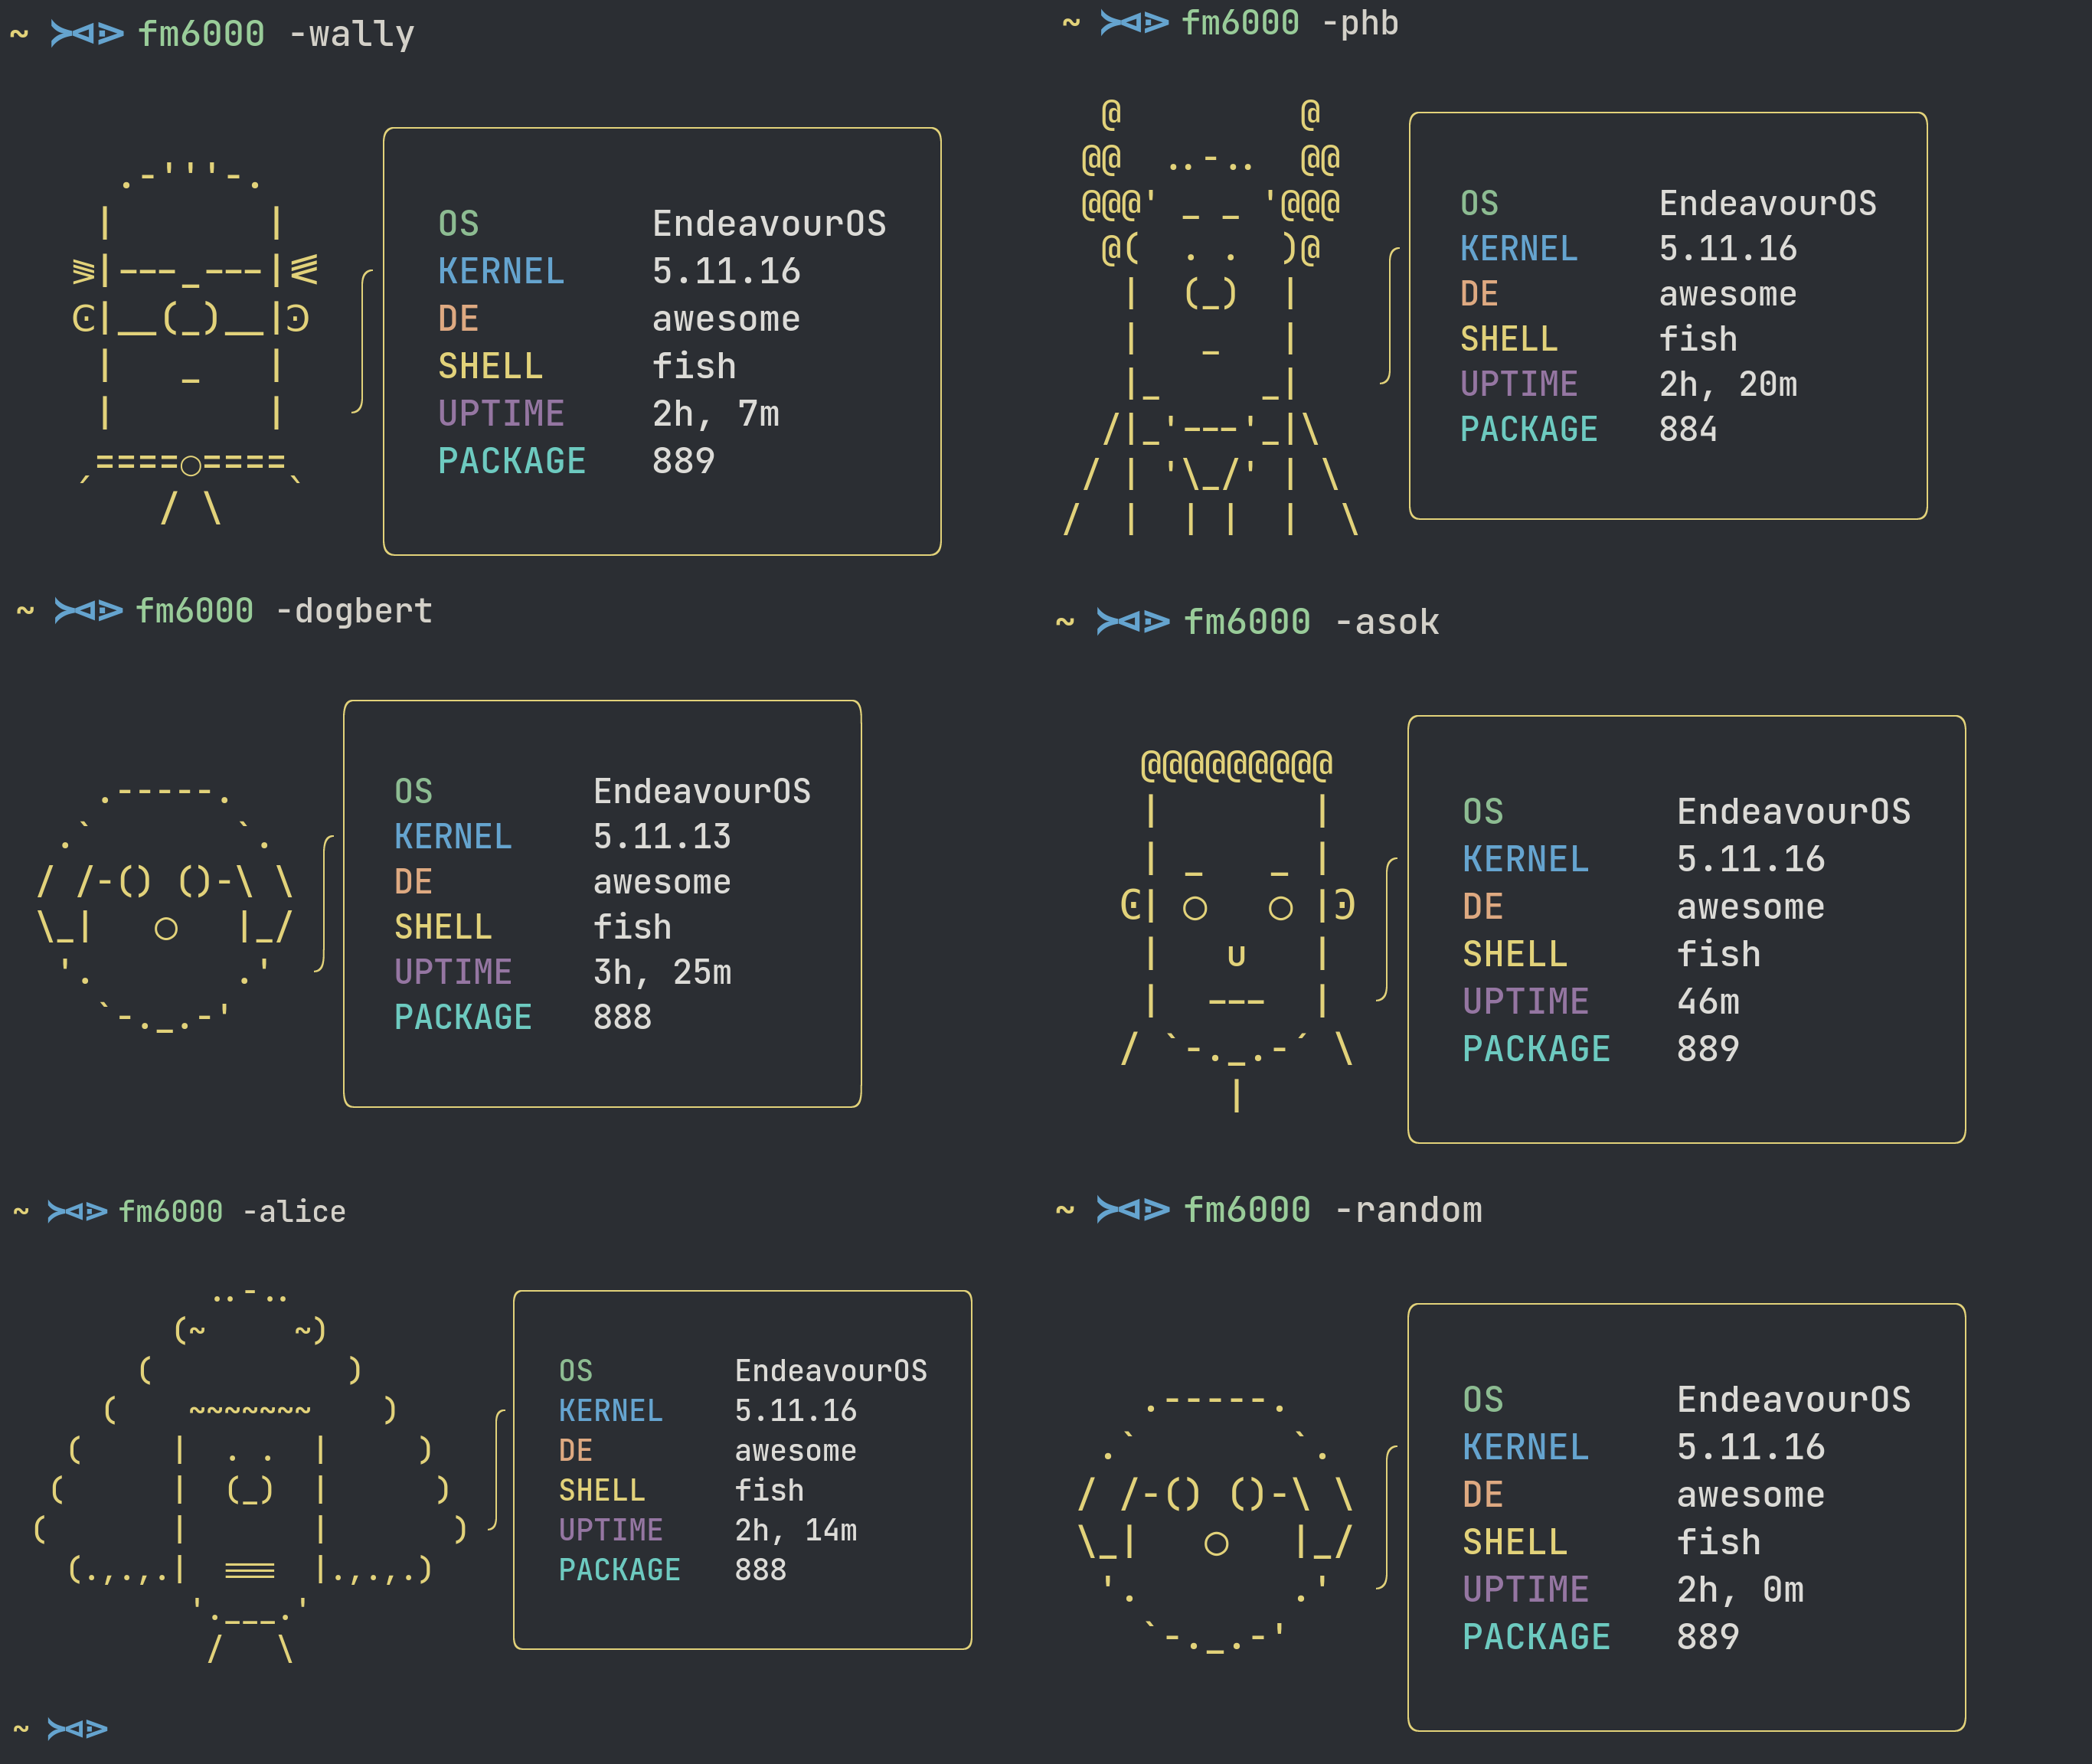 ~ fm6000 -wally
OS EndeavourOS
KERNEL 5.11.16
DE awesome
SHELL fish
UPTIME 2h, 7m
PACKAGE 889
~ fm6000 -phb
OS EndeavourOS
KERNEL 5.11.16
DE awesome
SHELL fish
UPTIME 2h, 20m
PACKAGE 884
~ fm6000 -dogbert
OS EndeavourOS
KERNEL 5.11.13
DE awesome
SHELL fish
UPTIME 3h, 25m
PACKAGE 888
~ fm6000 -asok
OS EndeavourOS
KERNEL 5.11.16
DE awesome
SHELL fish
UPTIME 46m
PACKAGE 889
~ fm6000 -alice
OS EndeavourOS
KERNEL 5.11.16
DE awesome
SHELL fish
UPTIME 2h, 14m
PACKAGE 888
~ fm6000 -random
OS EndeavourOS
KERNEL 5.11.16
DE awesome
SHELL fish
UPTIME 2h, 0m
PACKAGE 889
~